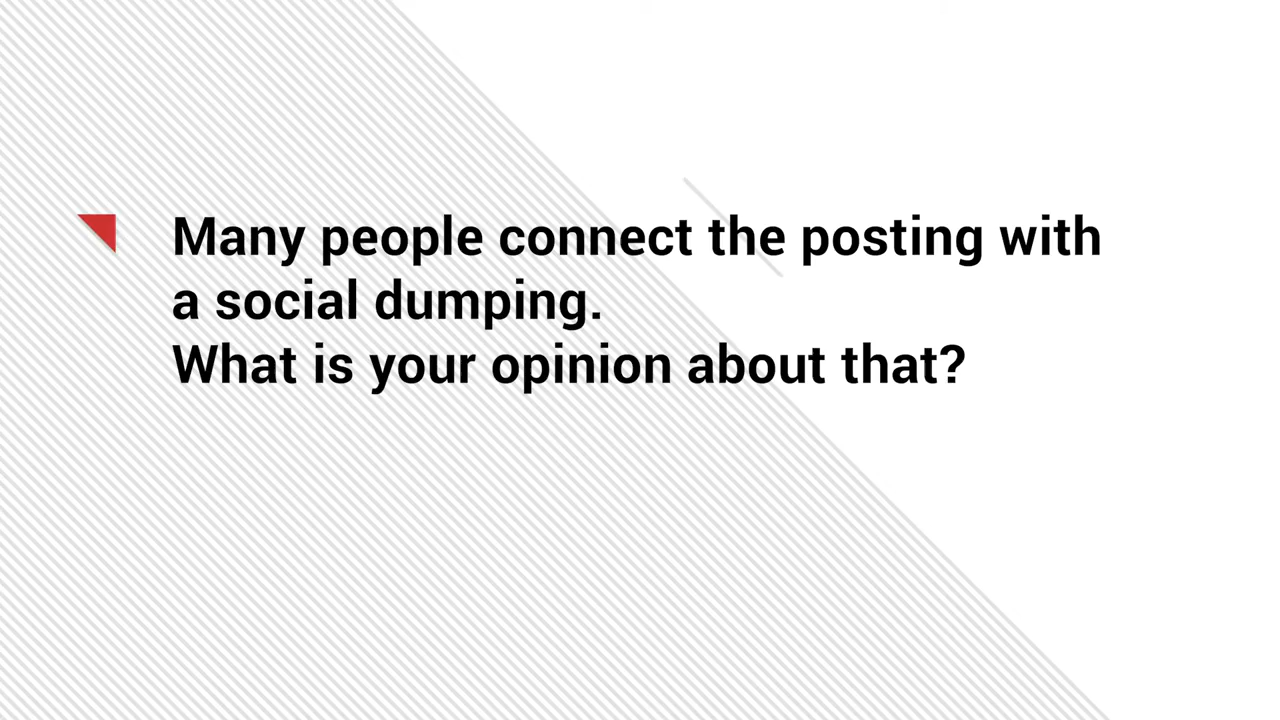 Many people connect the posting with
a social dumping.
What is your opinion about that?